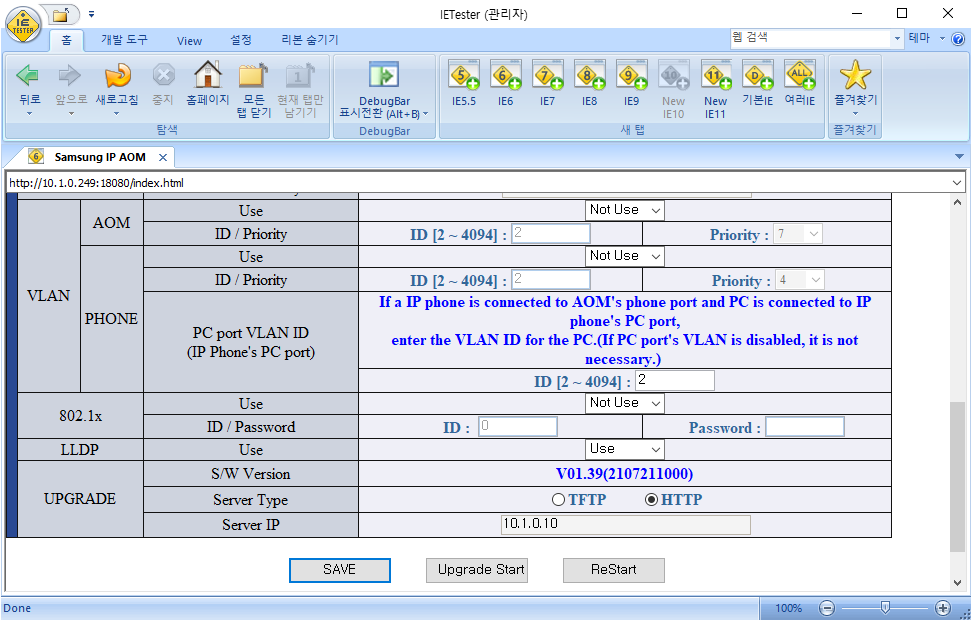 IETester (관리자)
홈 개발 도구 View 설정 리본 숨기기
웹 검색 테마
뒤로 앞으로 새로고침 중지 홈페이지 모든 탭 닫기 현재 탭만 남기기
탐색
DebugBar
표시전환 (Alt+B)
DebugBar
IE5.5 IE6 IE7 IE8 IE9 New IE10 New IE11 기본IE 여러IE
새 탭
즐겨찾기
즐겨찾기
Samsung IP AOM
http://10.1.0.249:18080/index.html
VLAN
AOM
Use Not Use
ID / Priority ID [2 ~ 4094] : 2 Priority : 7
PHONE
Use Not Use
ID / Priority ID [2 ~ 4094] : 2 Priority : 4
PC port VLAN ID
(IP Phone's PC port)
If a IP phone is connected to AOM's phone port and PC is connected to IP
phone's PC port,
enter the VLAN ID for the PC.(If PC port's VLAN is disabled, it is not
necessary.)
ID [2 ~ 4094] : 2
802.1x
Use Not Use
ID / Password ID : 0 Password :
LLDP Use Use
UPGRADE
S/W Version V01.39(2107211000)
Server Type TFTP HTTP
Server IP 10.1.0.10
SAVE Upgrade Start ReStart
Done 100%